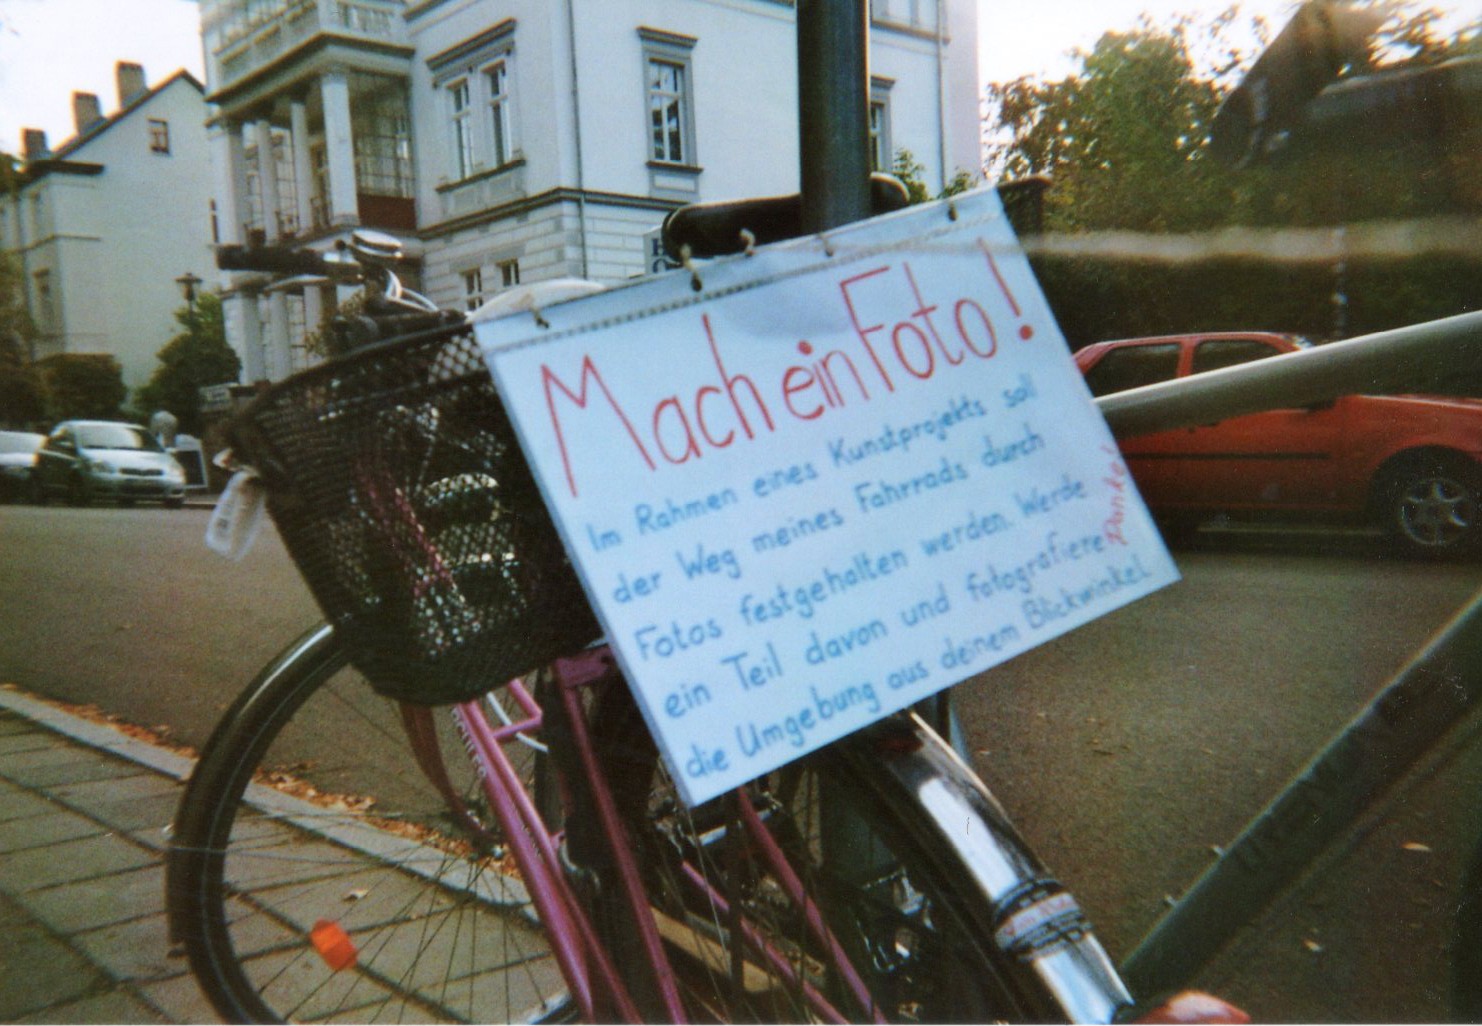 Mach ein Foto!
Im Rahmen eines Kunstprojekts soll
der Weg meines Fahrrads durch
Fotos festgehalten werden. Werde
ein Teil davon und fotografiere
die Umgebung aus deinem Blickwinkel.
Danke!